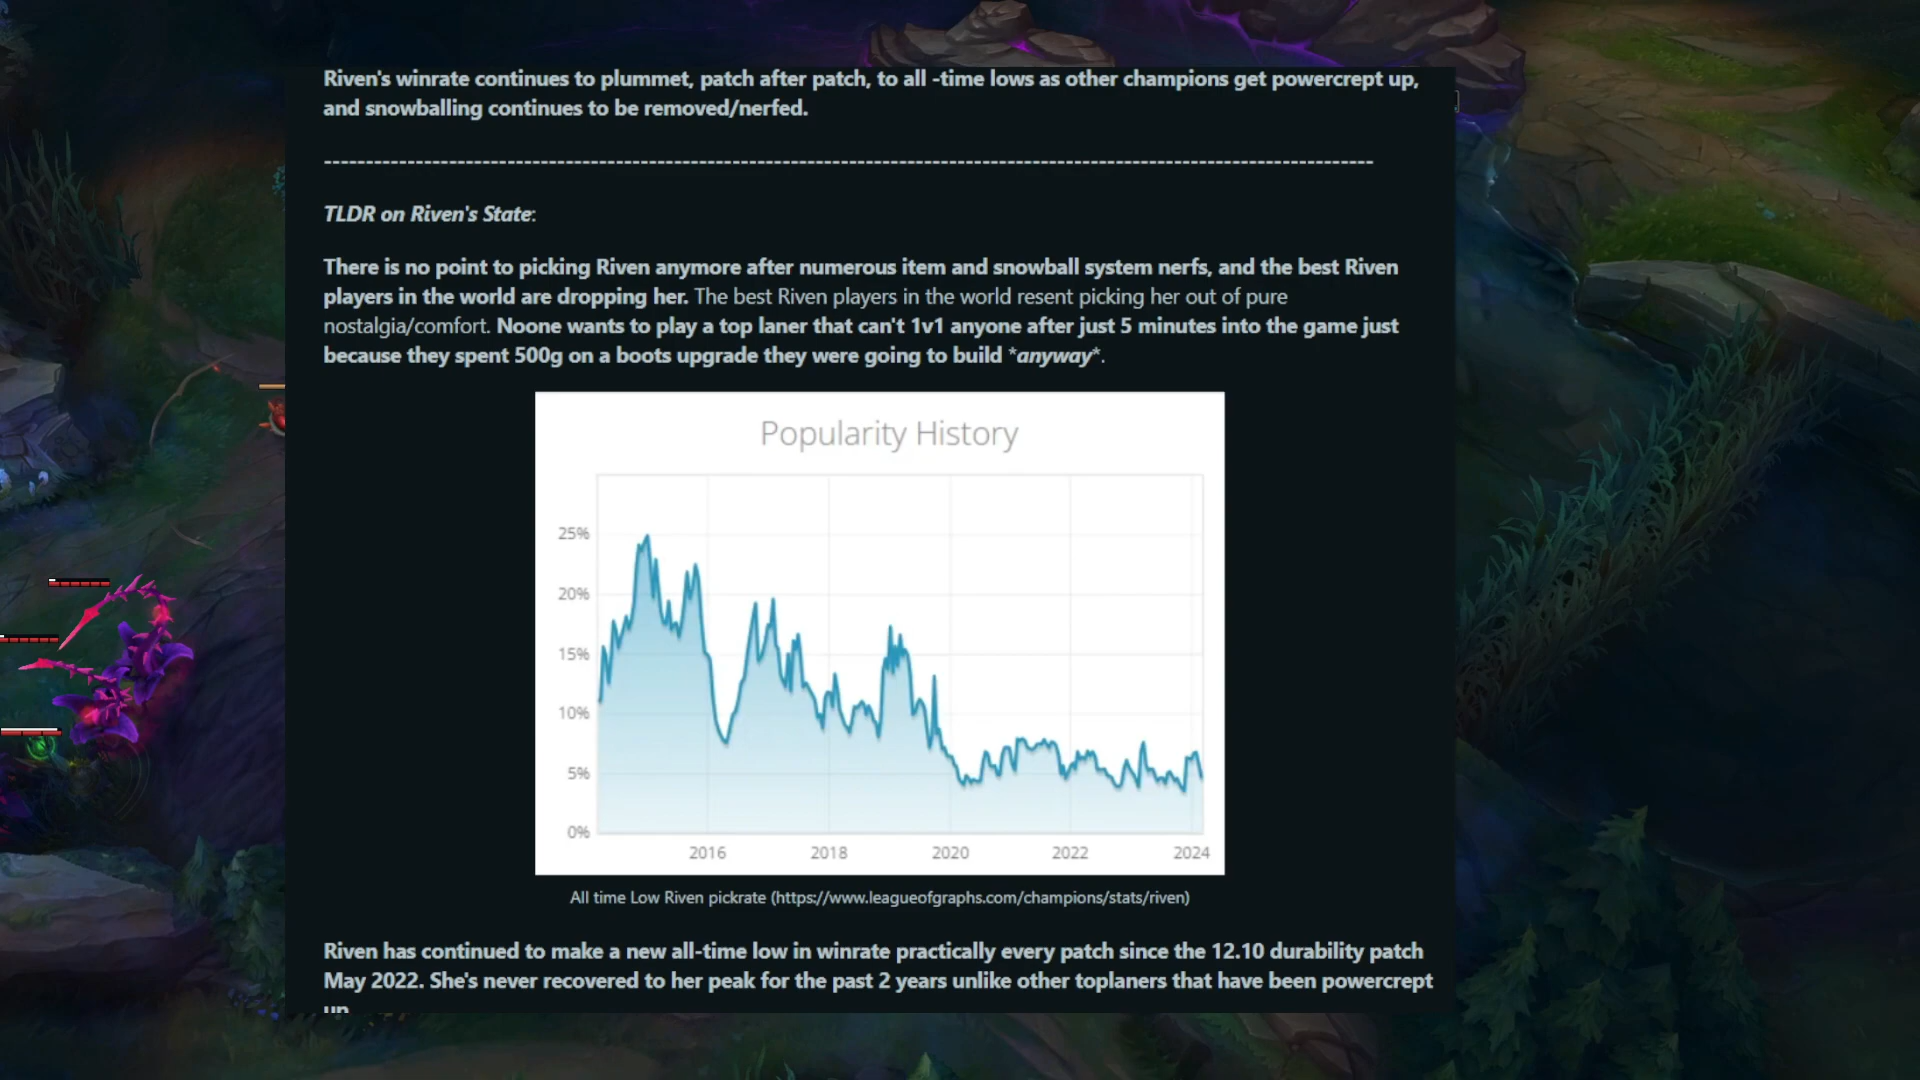 Riven's winrate continues to plummet, patch after patch, to all -time lows as other champions get powercrept up,
and snowballing continues to be removed/nerfed.
-----------------------------------------------------------------------------------------------------------------------------
TLDR on Riven's State:
There is no point to picking Riven anymore after numerous item and snowball system nerfs, and the best Riven
players in the world are dropping her. The best Riven players in the world resent picking her out of pure
nostalgia/comfort. Noone wants to play a top laner that can't 1v1 anyone after just 5 minutes into the game just
because they spent 500g on a boots upgrade they were going to build *anyway*.
Popularity History
25%
20%
15%
10%
5%
0%
2016 2018 2020 2022 2024
All time Low Riven pickrate (https://www.leagueofgraphs.com/champions/stats/riven)
Riven has continued to make a new all-time low in winrate practically every patch since the 12.10 durability patch
May 2022. She's never recovered to her peak for the past 2 years unlike other toplaners that have been powercrept
up